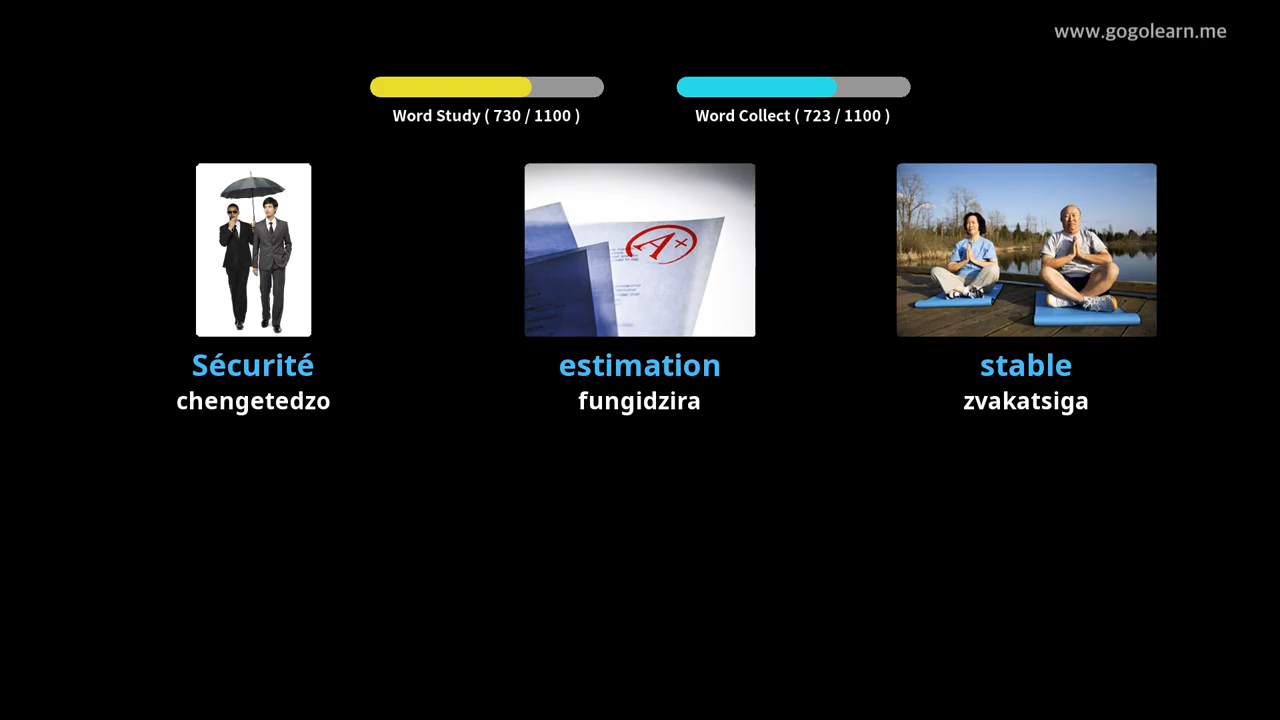 www.gogolearn.me
Word Study ( 730 / 1100 )
Word Collect ( 723 / 1100 )
A+
Sécurité
estimation
stable
chengetedzo
fungidzira
zvakatsiga